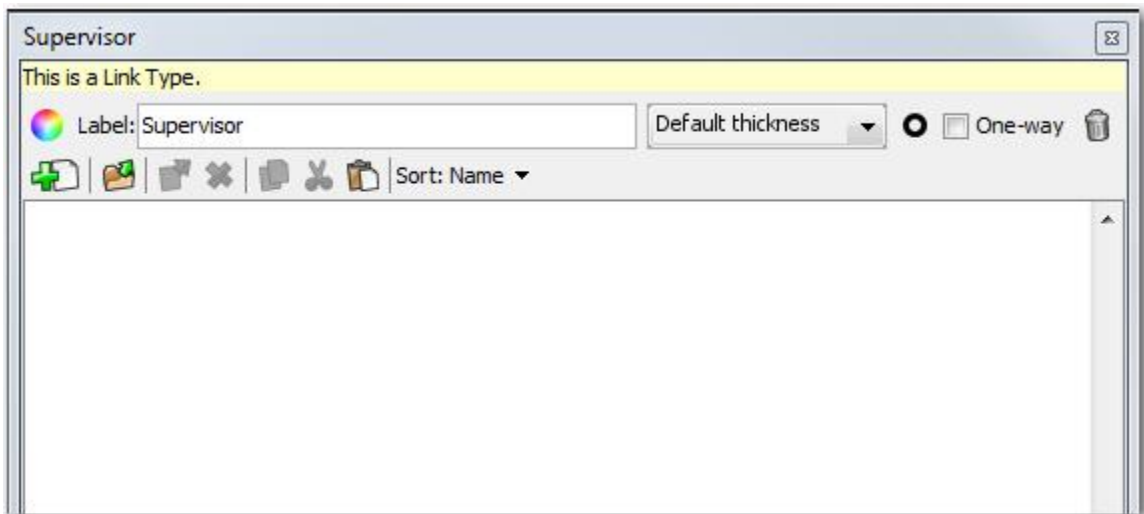 Supervisor
This is a Link Type.
Label: Supervisor Default thickness One-way
Sort: Name